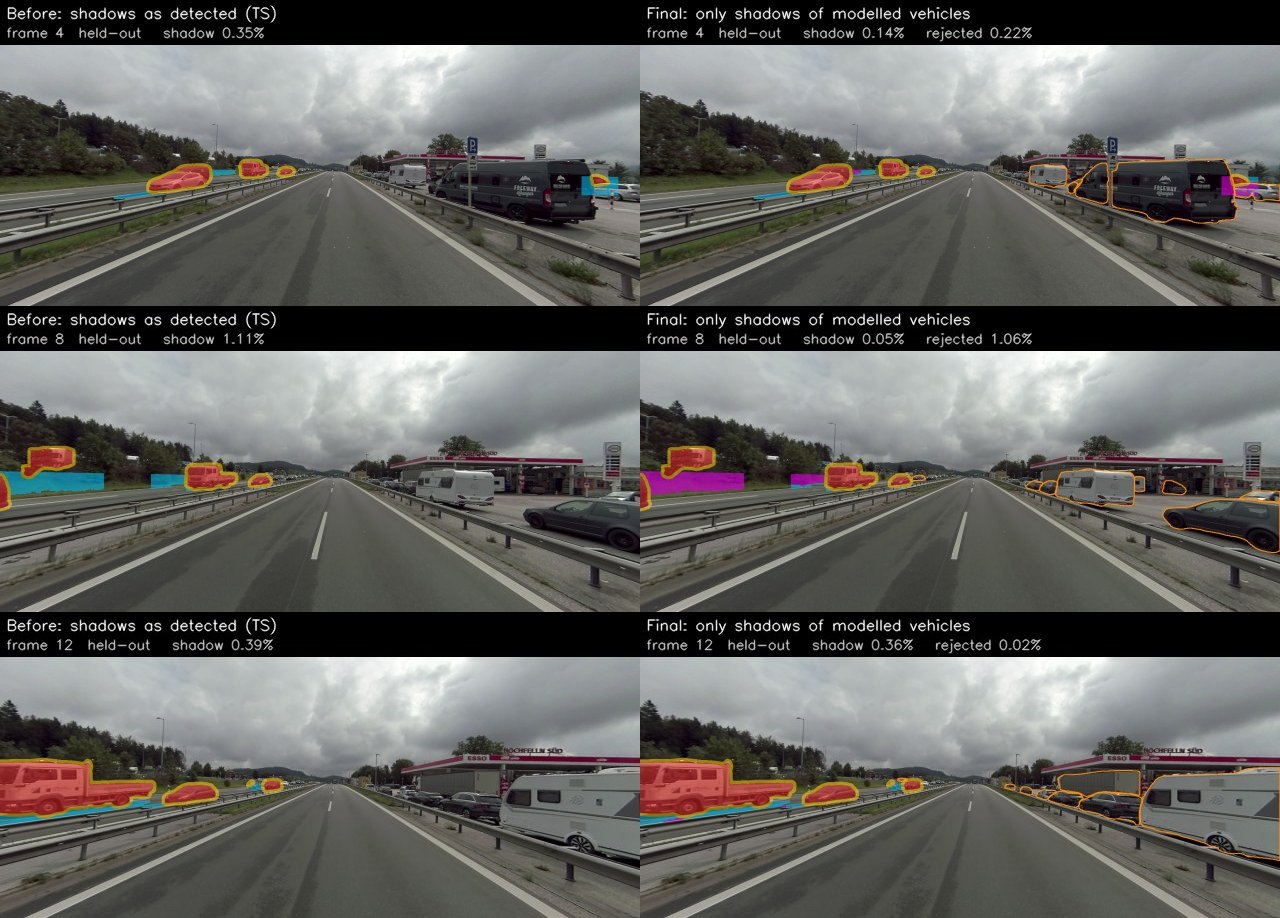 Before: shadows as detected (TS)
frame 4 held-out shadow 0.35%
Final: only shadows of modelled vehicles
frame 4 held-out shadow 0.14% rejected 0.22%
P
FREEWAY
P
FREEWAY
Before: shadows as detected (TS)
frame 8 held-out shadow 1.11%
Final: only shadows of modelled vehicles
frame 8 held-out shadow 0.05% rejected 1.06%
Before: shadows as detected (TS)
frame 12 held-out shadow 0.39%
Final: only shadows of modelled vehicles
frame 12 held-out shadow 0.36% rejected 0.02%
HOCHFELLN SÜD
ESSO
HOCHFELLN SÜD
ESSO